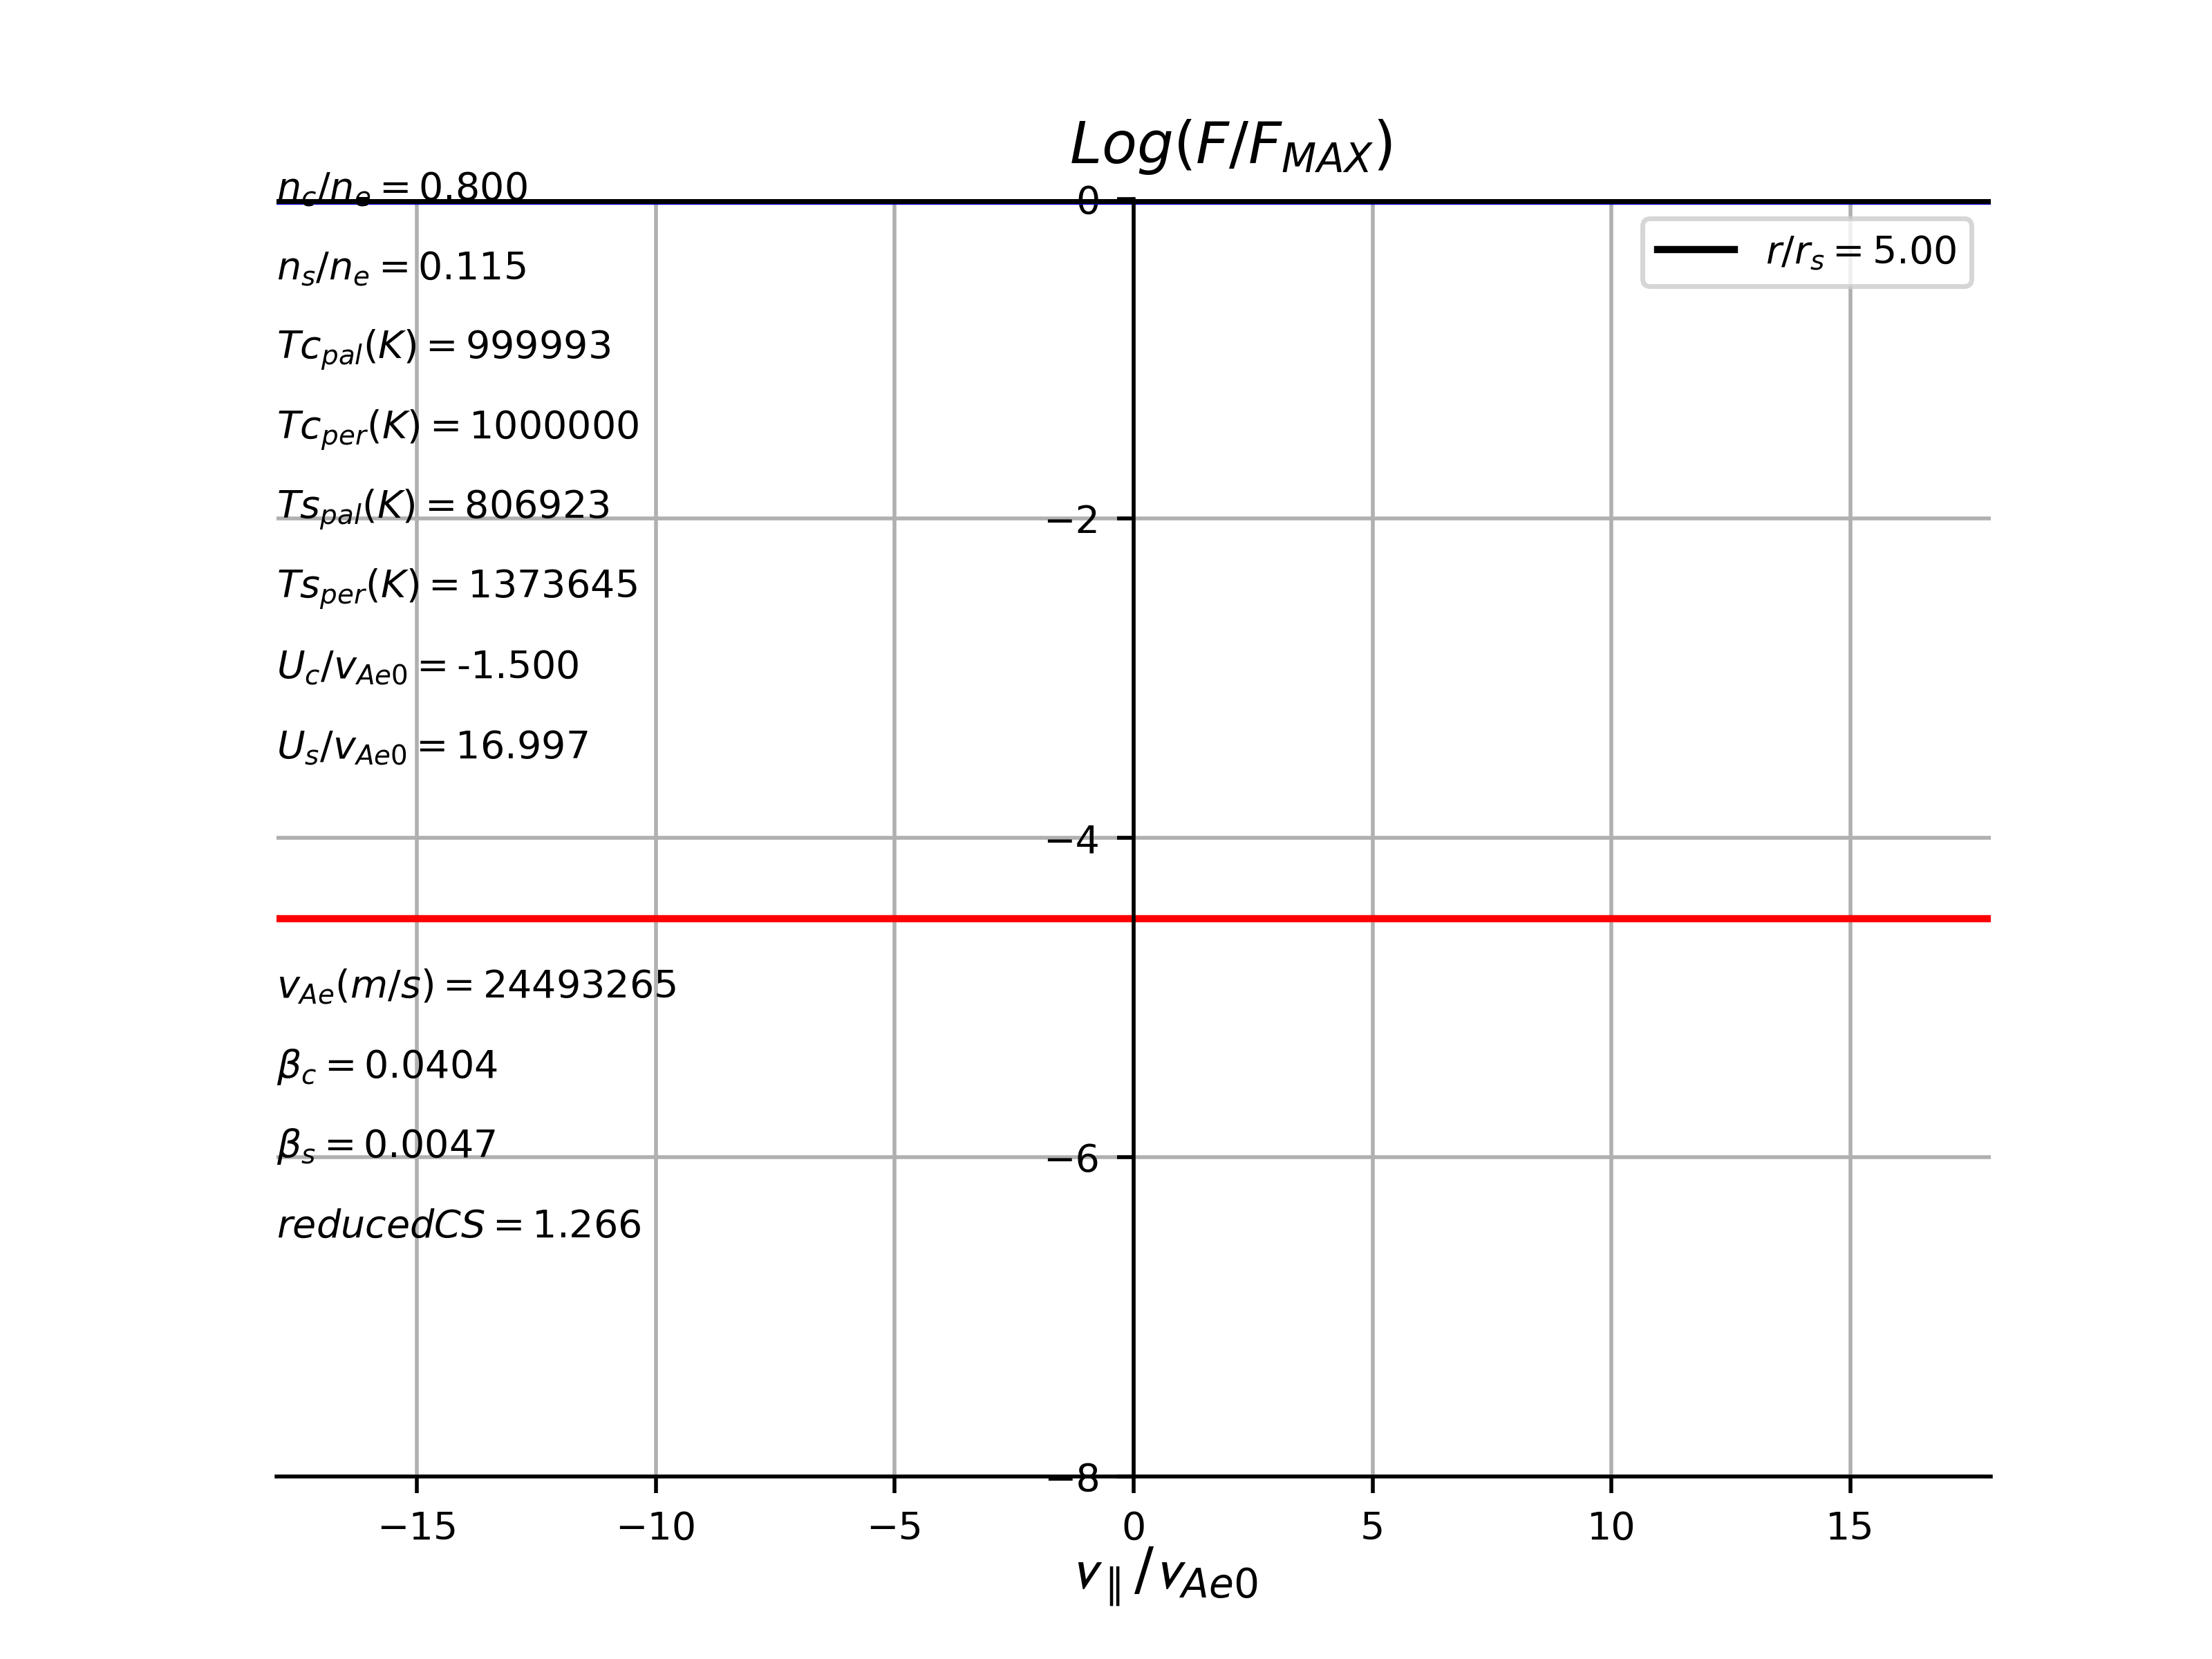 Log(F/F_MAX)
n_c/n_e = 0.800
0
r/r_s = 5.00
n_s/n_e = 0.115
Tc_pal(K) = 999993
Tc_per(K) = 1000000
Ts_pal(K) = 806923
−2
Ts_per(K) = 1373645
U_c/v_Ae0 = -1.500
U_s/v_Ae0 = 16.997
−4
v_Ae(m/s) = 24493265
β_c = 0.0404
β_s = 0.0047
−6
reducedCS = 1.266
−8
−15 −10 −5 0 5 10 15
v_∥/v_Ae0